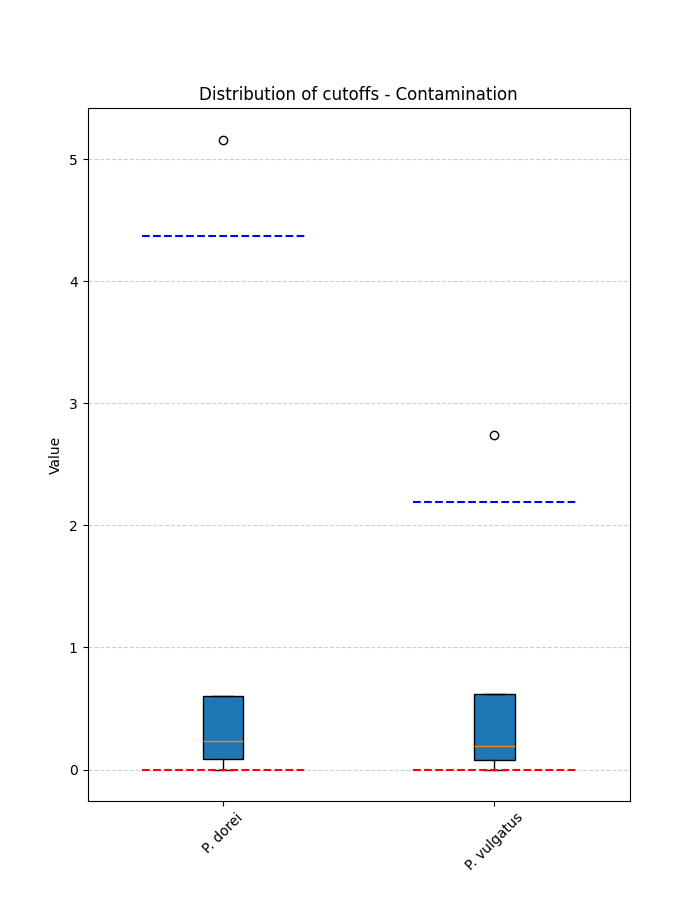 Distribution of cutoffs - Contamination
5
4
3
2
1
0
Value
P. dorei
P. vulgatus